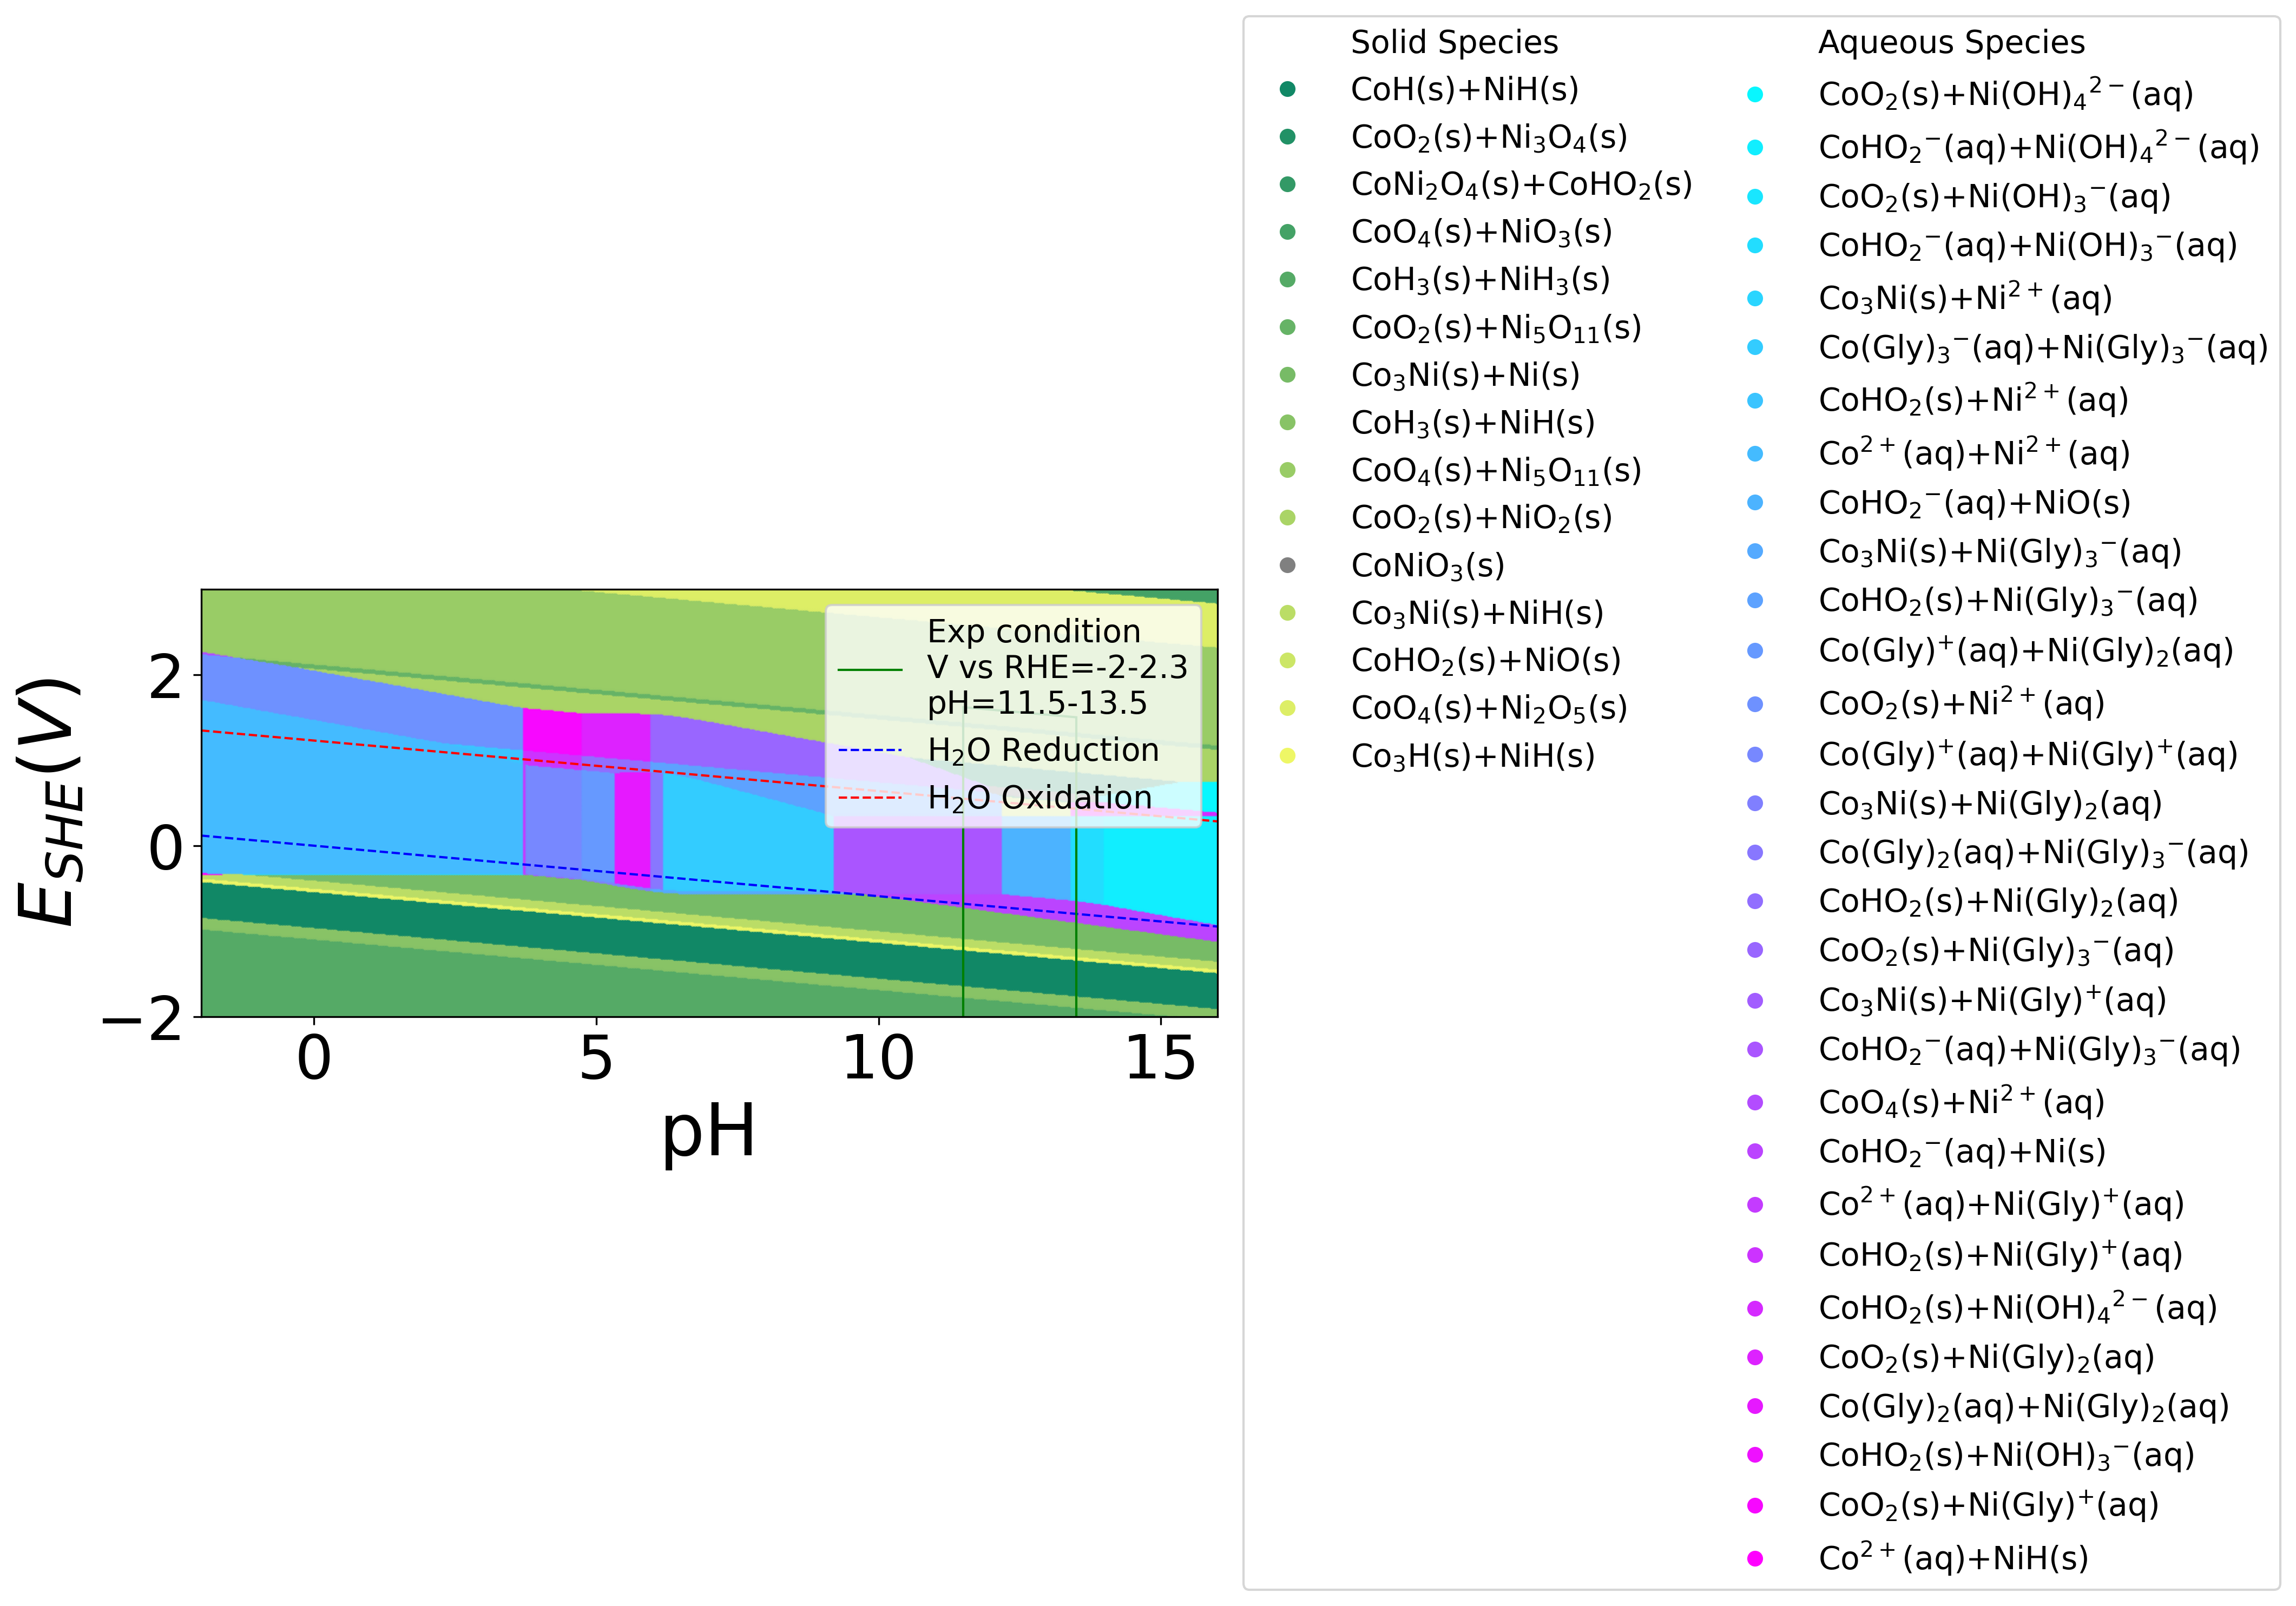 Solid Species
CoH(s)+NiH(s)
CoO₂(s)+Ni₃O₄(s)
CoNi₂O₄(s)+CoHO₂(s)
CoO₄(s)+NiO₃(s)
CoH₃(s)+NiH₃(s)
CoO₂(s)+Ni₅O₁₁(s)
Co₃Ni(s)+Ni(s)
CoH₃(s)+NiH(s)
CoO₄(s)+Ni₅O₁₁(s)
CoO₂(s)+NiO₂(s)
CoNiO₃(s)
Co₃Ni(s)+NiH(s)
CoHO₂(s)+NiO(s)
CoO₄(s)+Ni₂O₅(s)
Co₃H(s)+NiH(s)
Aqueous Species
CoO₂(s)+Ni(OH)₄²⁻(aq)
CoHO₂⁻(aq)+Ni(OH)₄²⁻(aq)
CoO₂(s)+Ni(OH)₃⁻(aq)
CoHO₂⁻(aq)+Ni(OH)₃⁻(aq)
Co₃Ni(s)+Ni²⁺(aq)
Co(Gly)₃⁻(aq)+Ni(Gly)₃⁻(aq)
CoHO₂(s)+Ni²⁺(aq)
Co²⁺(aq)+Ni²⁺(aq)
CoHO₂⁻(aq)+NiO(s)
Co₃Ni(s)+Ni(Gly)₃⁻(aq)
CoHO₂(s)+Ni(Gly)₃⁻(aq)
Co(Gly)⁺(aq)+Ni(Gly)₂(aq)
CoO₂(s)+Ni²⁺(aq)
Co(Gly)⁺(aq)+Ni(Gly)⁺(aq)
Co₃Ni(s)+Ni(Gly)₂(aq)
Co(Gly)₂(aq)+Ni(Gly)₃⁻(aq)
CoHO₂(s)+Ni(Gly)₂(aq)
CoO₂(s)+Ni(Gly)₃⁻(aq)
Co₃Ni(s)+Ni(Gly)⁺(aq)
CoHO₂⁻(aq)+Ni(Gly)₃⁻(aq)
CoO₄(s)+Ni²⁺(aq)
CoHO₂⁻(aq)+Ni(s)
Co²⁺(aq)+Ni(Gly)⁺(aq)
CoHO₂(s)+Ni(Gly)⁺(aq)
CoHO₂(s)+Ni(OH)₄²⁻(aq)
CoO₂(s)+Ni(Gly)₂(aq)
Co(Gly)₂(aq)+Ni(Gly)₂(aq)
CoHO₂(s)+Ni(OH)₃⁻(aq)
CoO₂(s)+Ni(Gly)⁺(aq)
Co²⁺(aq)+NiH(s)
Exp condition
V vs RHE=-2-2.3
pH=11.5-13.5
H₂O Reduction
H₂O Oxidation
E_SHE(V)
2
0
−2
0 5 10 15
pH